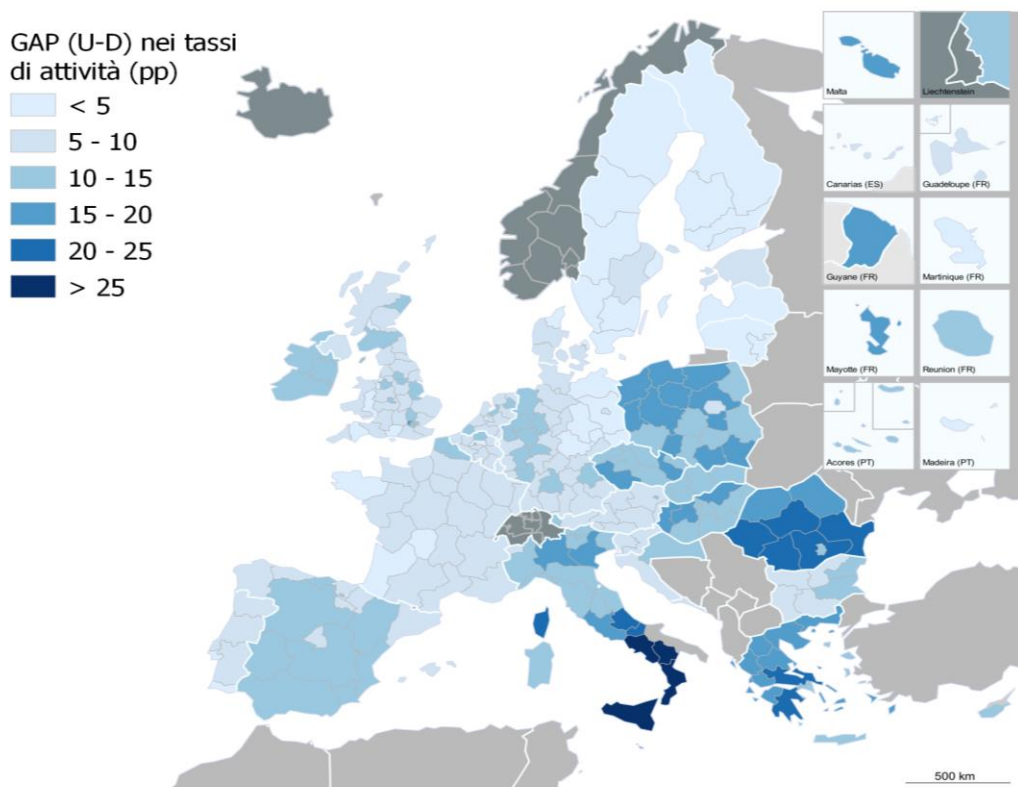 GAP (U-D) nei tassi
di attività (pp)
< 5
5 - 10
10 - 15
15 - 20
20 - 25
> 25
Malta
Liechtenstein
Canarias (ES)
Guadeloupe (FR)
Guyane (FR)
Martinique (FR)
Mayotte (FR)
Reunion (FR)
Acores (PT)
Madeira (PT)
500 km